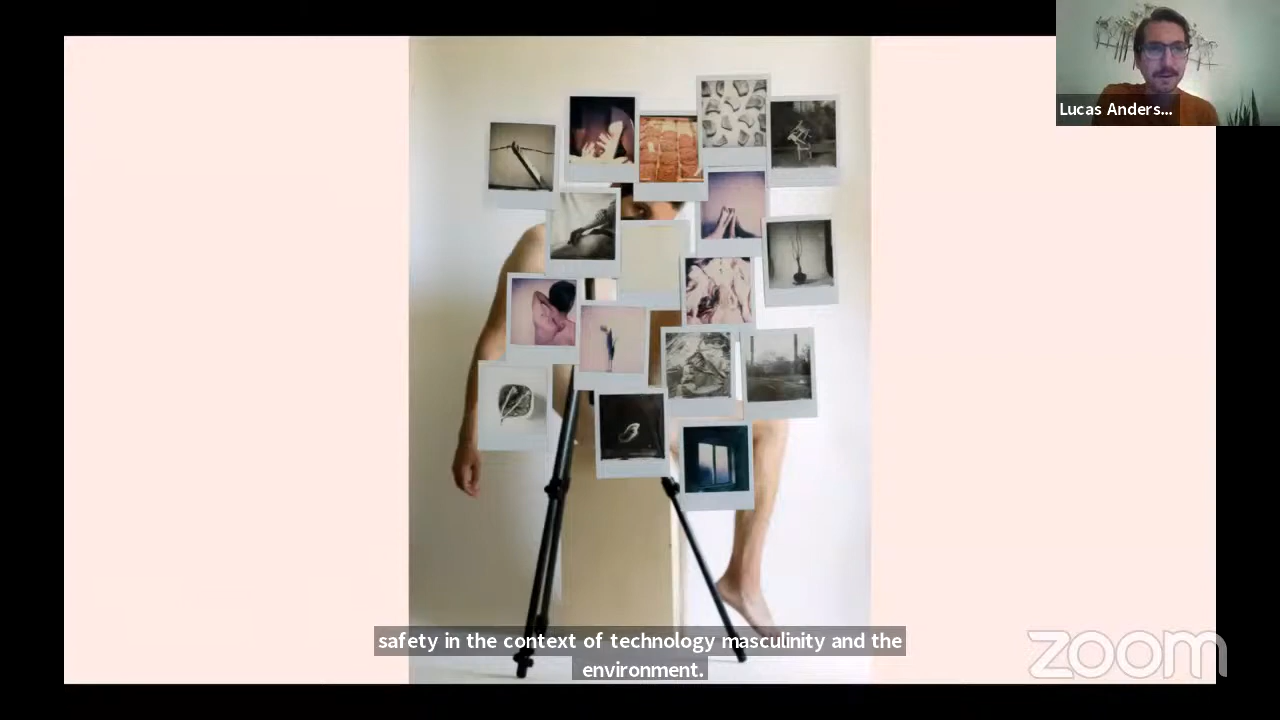 Lucas Anders...
safety in the context of technology masculinity and the
environment.
zoom